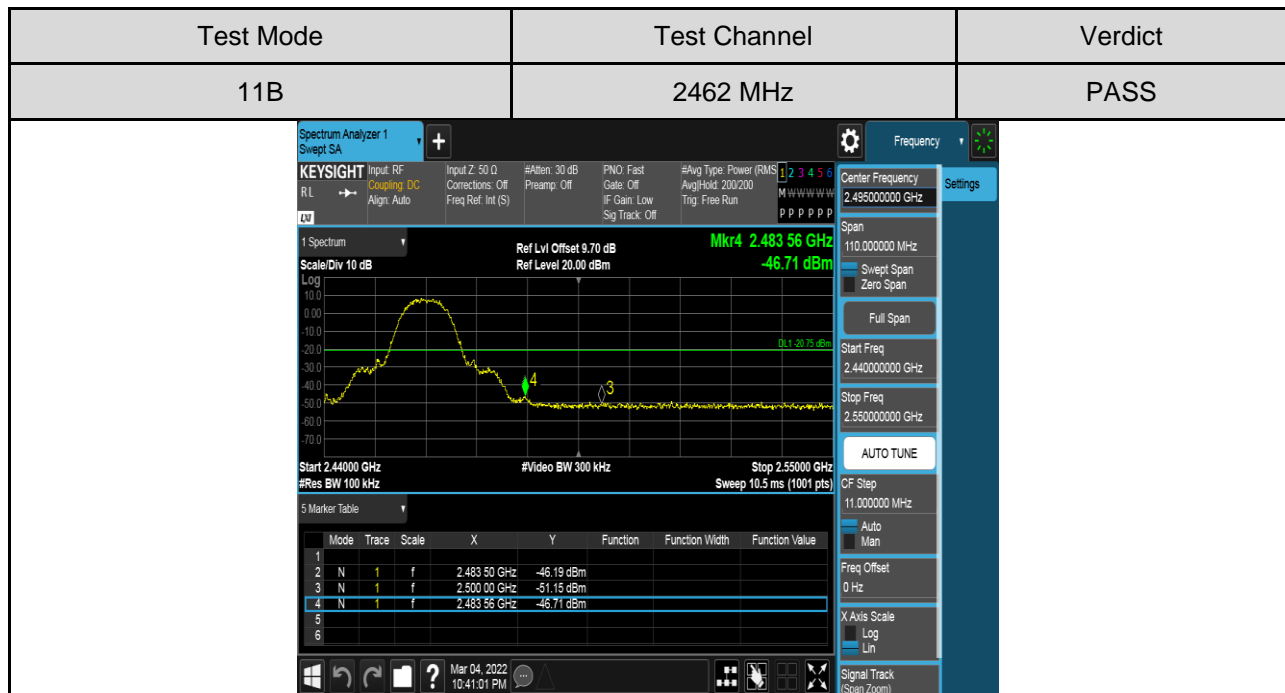 Test Mode Test Channel Verdict
11B 2462 MHz PASS
Spectrum Analyzer 1
Swept SA
+
Frequency
Settings
KEYSIGHT
R L
LXI
Input: RF
Coupling: DC
Align: Auto
Input Z: 50 Ω
Corrections: Off
Freq Ref: Int (S)
#Atten: 30 dB
Preamp: Off
PNO: Fast
Gate: Off
IF Gain: Low
Sig Track: Off
#Avg Type: Power (RMS
Avg|Hold: 200/200
Trig: Free Run
1 2 3 4 5 6
M W W W W W
P P P P P P
1 Spectrum
Scale/Div 10 dB
Ref Lvl Offset 9.70 dB
Ref Level 20.00 dBm
Mkr4 2.483 56 GHz
-46.71 dBm
Log
10.0
0.00
-10.0
-20.0
-30.0
-40.0
-50.0
-60.0
-70.0
DL1 -20.75 dBm
4
3
Start 2.44000 GHz
#Res BW 100 kHz
#Video BW 300 kHz
Stop 2.55000 GHz
Sweep 10.5 ms (1001 pts)
5 Marker Table
Mode Trace Scale X Y Function Function Width Function Value
1
2 N 1 f 2.483 50 GHz -46.19 dBm
3 N 1 f 2.500 00 GHz -51.15 dBm
4 N 1 f 2.483 56 GHz -46.71 dBm
5
6
?
Mar 04, 2022
10:41:01 PM
Center Frequency
2.495000000 GHz
Span
110.000000 MHz
Swept Span
Zero Span
Full Span
Start Freq
2.440000000 GHz
Stop Freq
2.550000000 GHz
AUTO TUNE
CF Step
11.000000 MHz
Auto
Man
Freq Offset
0 Hz
X Axis Scale
Log
Lin
Signal Track
(Span Zoom)